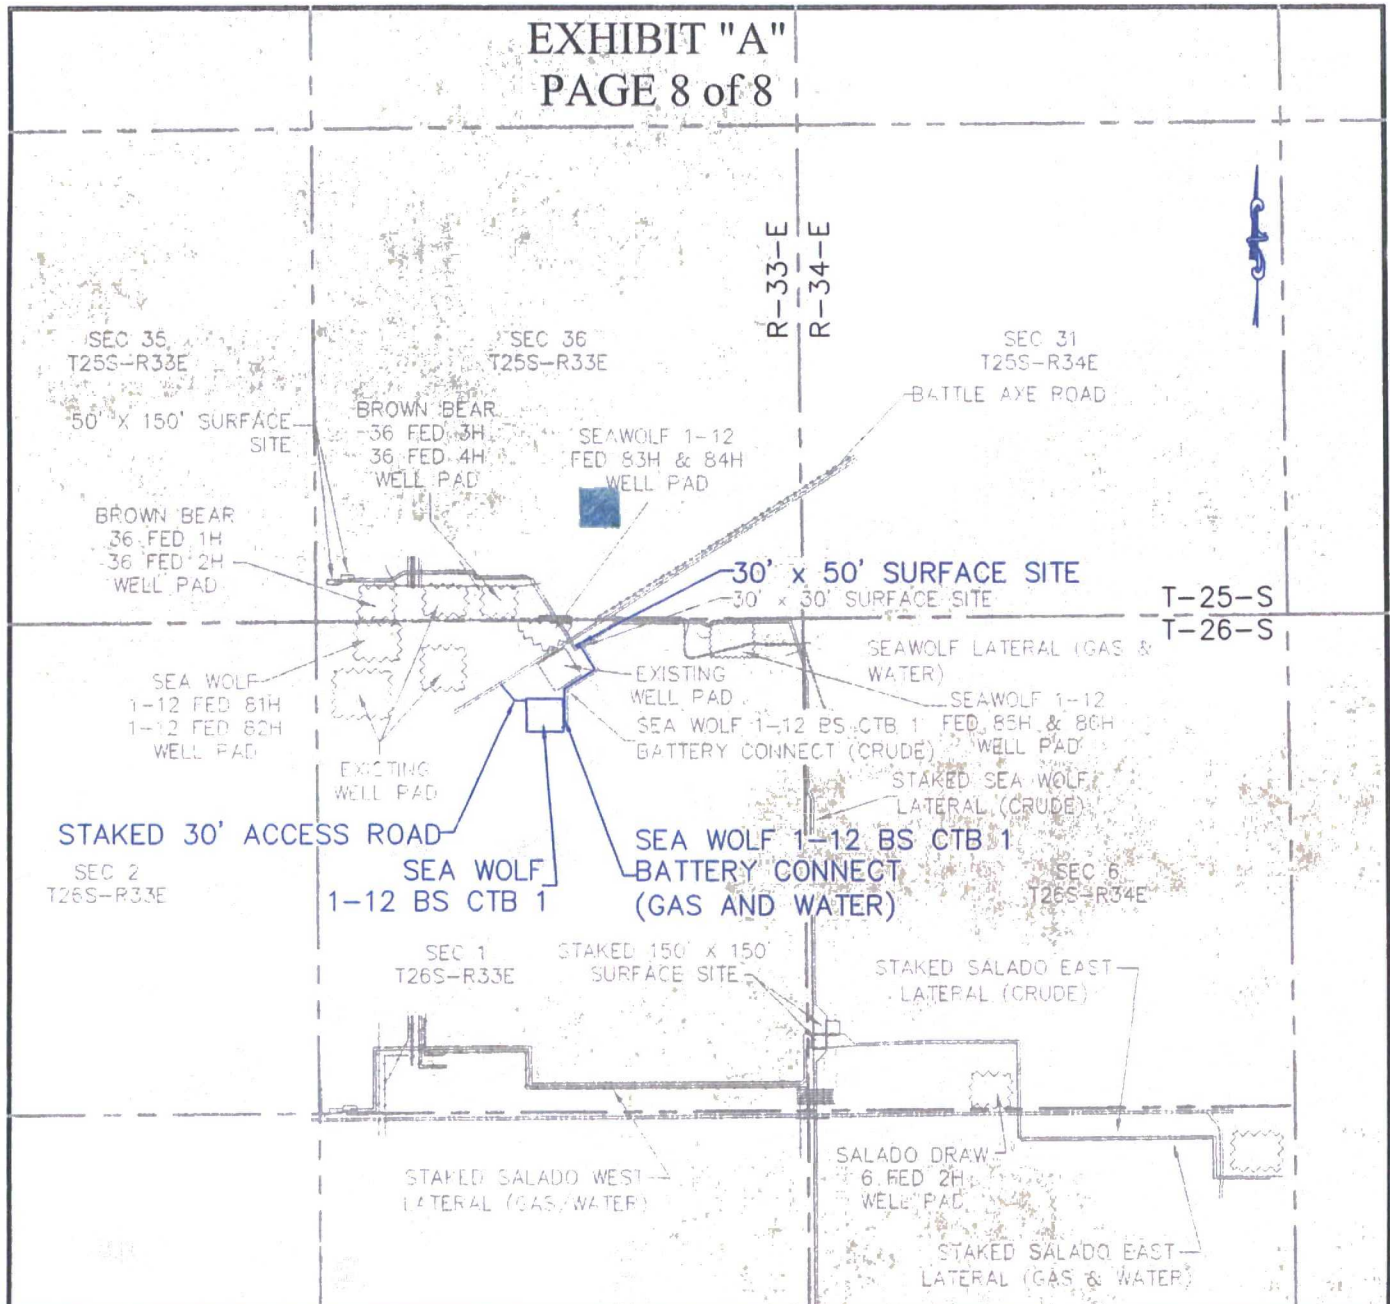 EXHIBIT "A"
PAGE 8 of 8
R-33-E
R-34-E
SEC 35
T25S-R33E
SEC 36
T25S-R33E
SEC 31
T25S-R34E
BATTLE AXE ROAD
50' X 150' SURFACE
SITE
BROWN BEAR
36 FED 3H
36 FED 4H
WELL PAD
SEAWOLF 1-12
FED 83H & 84H
WELL PAD
BROWN BEAR
36 FED 1H
36 FED 2H
WELL PAD
30' x 50' SURFACE SITE
30' x 30' SURFACE SITE
T-25-S
T-26-S
SEAWOLF LATERAL (GAS &
WATER)
SEA WOLF
1-12 FED 81H
1-12 FED 82H
WELL PAD
EXISTING
WELL PAD
SEAWOLF 1-12
FED 85H & 86H
WELL PAD
SEA WOLF 1-12 BS CTB 1
BATTERY CONNECT (CRUDE)
EXISTING
WELL PAD
STAKED SEA WOLF
LATERAL (CRUDE)
STAKED 30' ACCESS ROAD
SEA WOLF
1-12 BS CTB 1
SEA WOLF 1-12 BS CTB 1
BATTERY CONNECT
(GAS AND WATER)
SEC 2
T26S-R33E
SEC 6
T26S-R34E
SEC 1
T26S-R33E
STAKED 150' X 150'
SURFACE SITE
STAKED SALADO EAST
LATERAL (CRUDE)
STAKED SALADO WEST
LATERAL (GAS/WATER)
SALADO DRAW
6 FED 2H
WELL PAD
STAKED SALADO EAST
LATERAL (GAS & WATER)